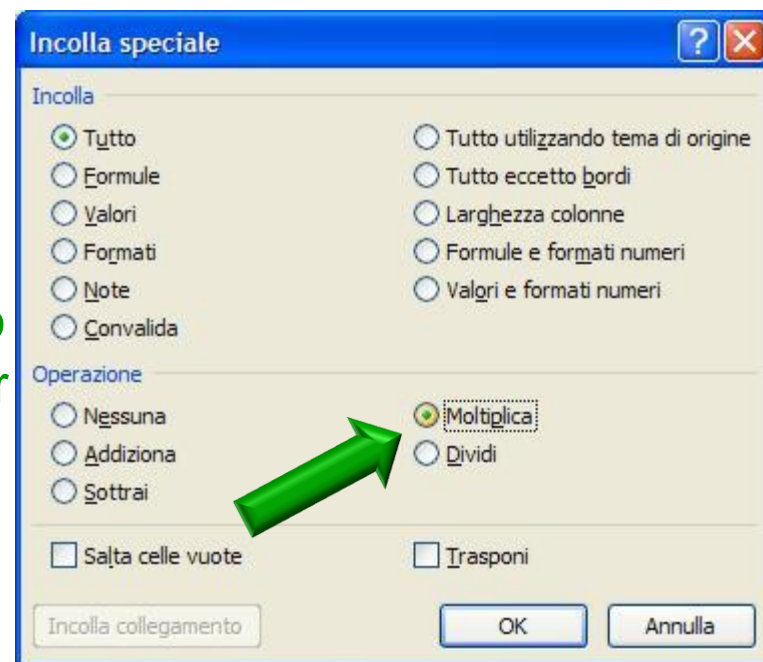 Incolla speciale
Incolla
Tutto
Tutto utilizzando tema di origine
Formule
Tutto eccetto bordi
Valori
Larghezza colonne
Formati
Formule e formati numeri
Note
Valori e formati numeri
Convalida
Operazione
Nessuna
Moltiplica
Addiziona
Dividi
Sottrai
Salta celle vuote
Trasponi
Incolla collegamento
OK
Annulla